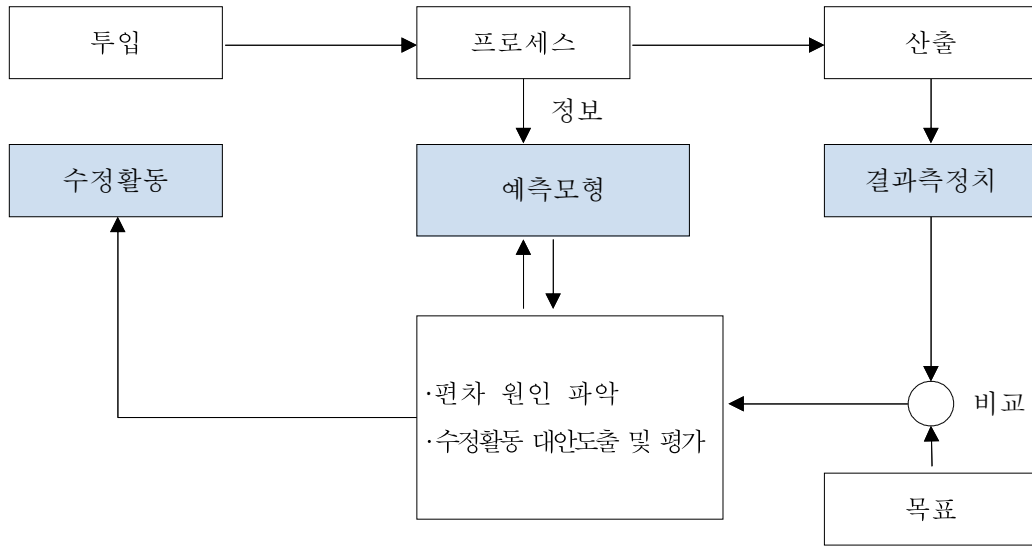 투입
프로세스
산출
정보
수정활동
예측모형
결과측정치
·편차 원인 파악
·수정활동 대안도출 및 평가
비교
목표